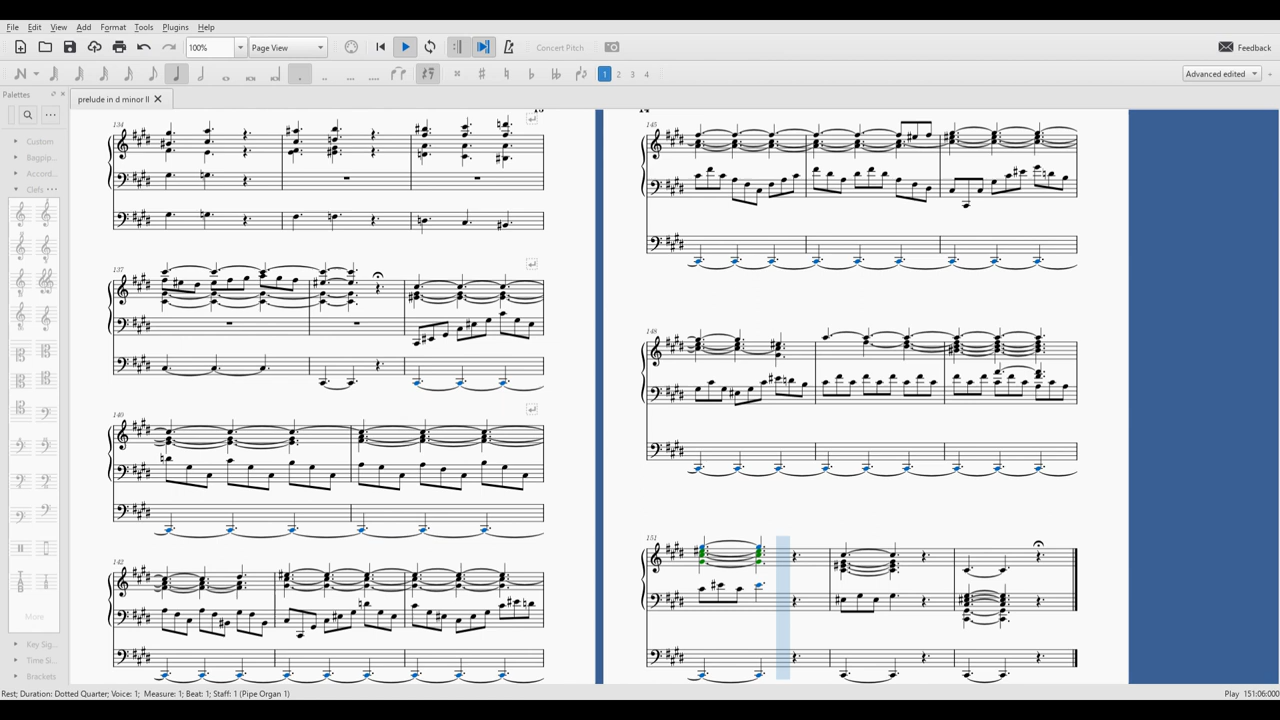 File Edit View Add Format Tools Plugins Help
100% Page View Concert Pitch Feedback
1 2 3 4 Advanced edited
Palettes
prelude in d minor II
Custom
Bagpip...
Accord...
Clefs
More
Key Sig...
Time Si...
Brackets
134
137
140
142
14
145
148
151
Rest; Duration: Dotted Quarter; Voice: 1; Measure: 1; Beat: 1; Staff: 1 (Pipe Organ 1) Play 151:06:000